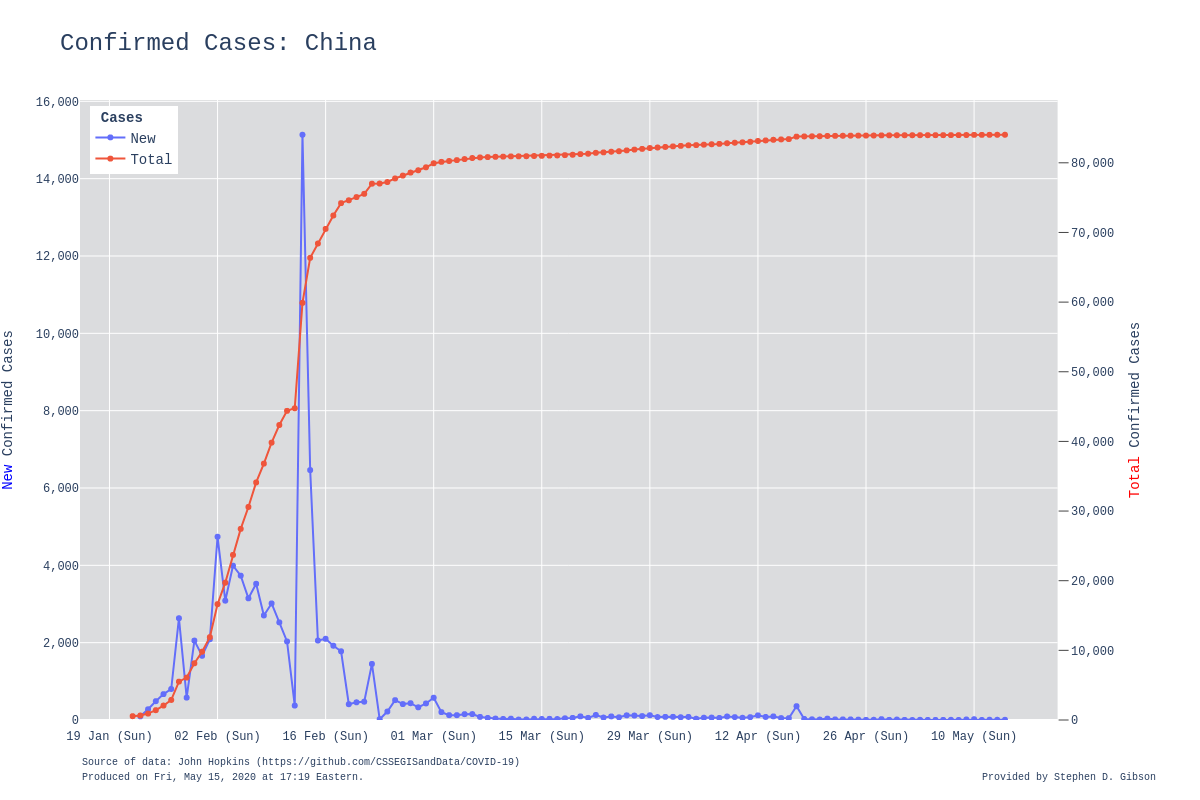 Confirmed Cases: China
Cases
New
Total
16,000
14,000
12,000
10,000
8,000
6,000
4,000
2,000
0
New Confirmed Cases
80,000
70,000
60,000
50,000
40,000
30,000
20,000
10,000
0
Total Confirmed Cases
19 Jan (Sun) 02 Feb (Sun) 16 Feb (Sun) 01 Mar (Sun) 15 Mar (Sun) 29 Mar (Sun) 12 Apr (Sun) 26 Apr (Sun) 10 May (Sun)
Source of data: John Hopkins (https://github.com/CSSEGISandData/COVID-19)
Produced on Fri, May 15, 2020 at 17:19 Eastern.
Provided by Stephen D. Gibson